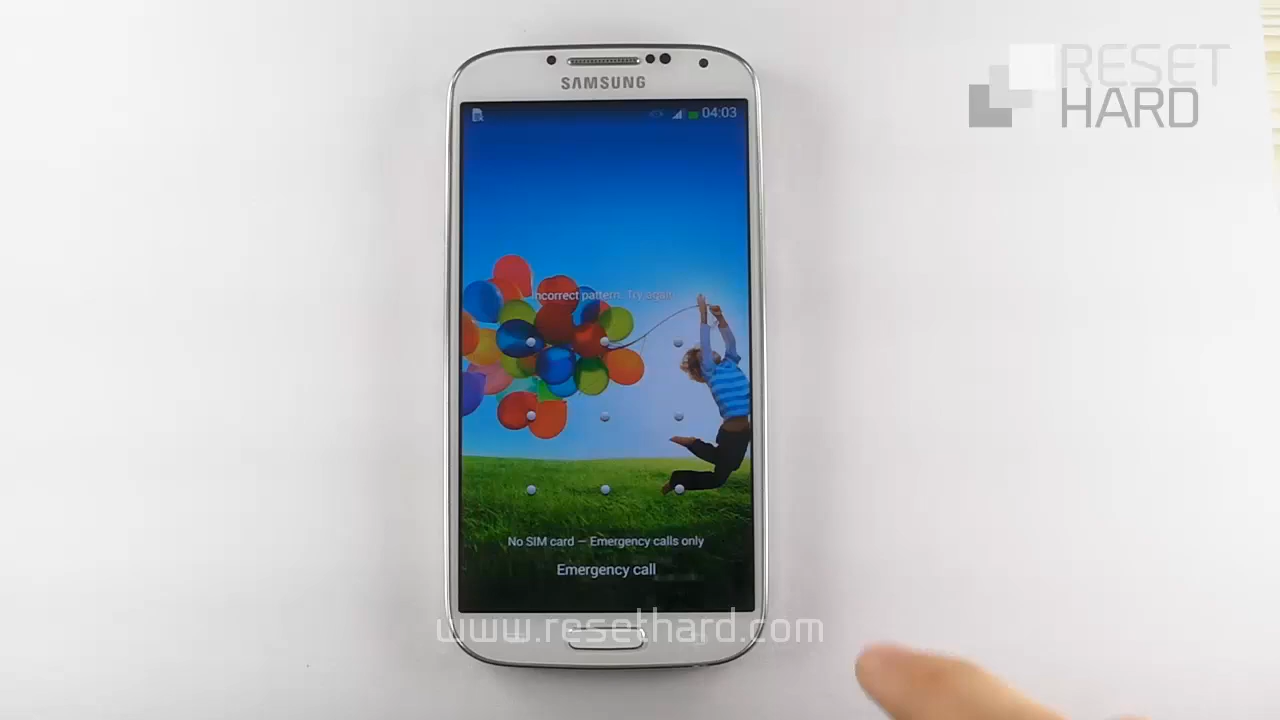 RESET
HARD
SAMSUNG
04:03
Incorrect pattern. Try again
No SIM card – Emergency calls only
Emergency call
www.resethard.com